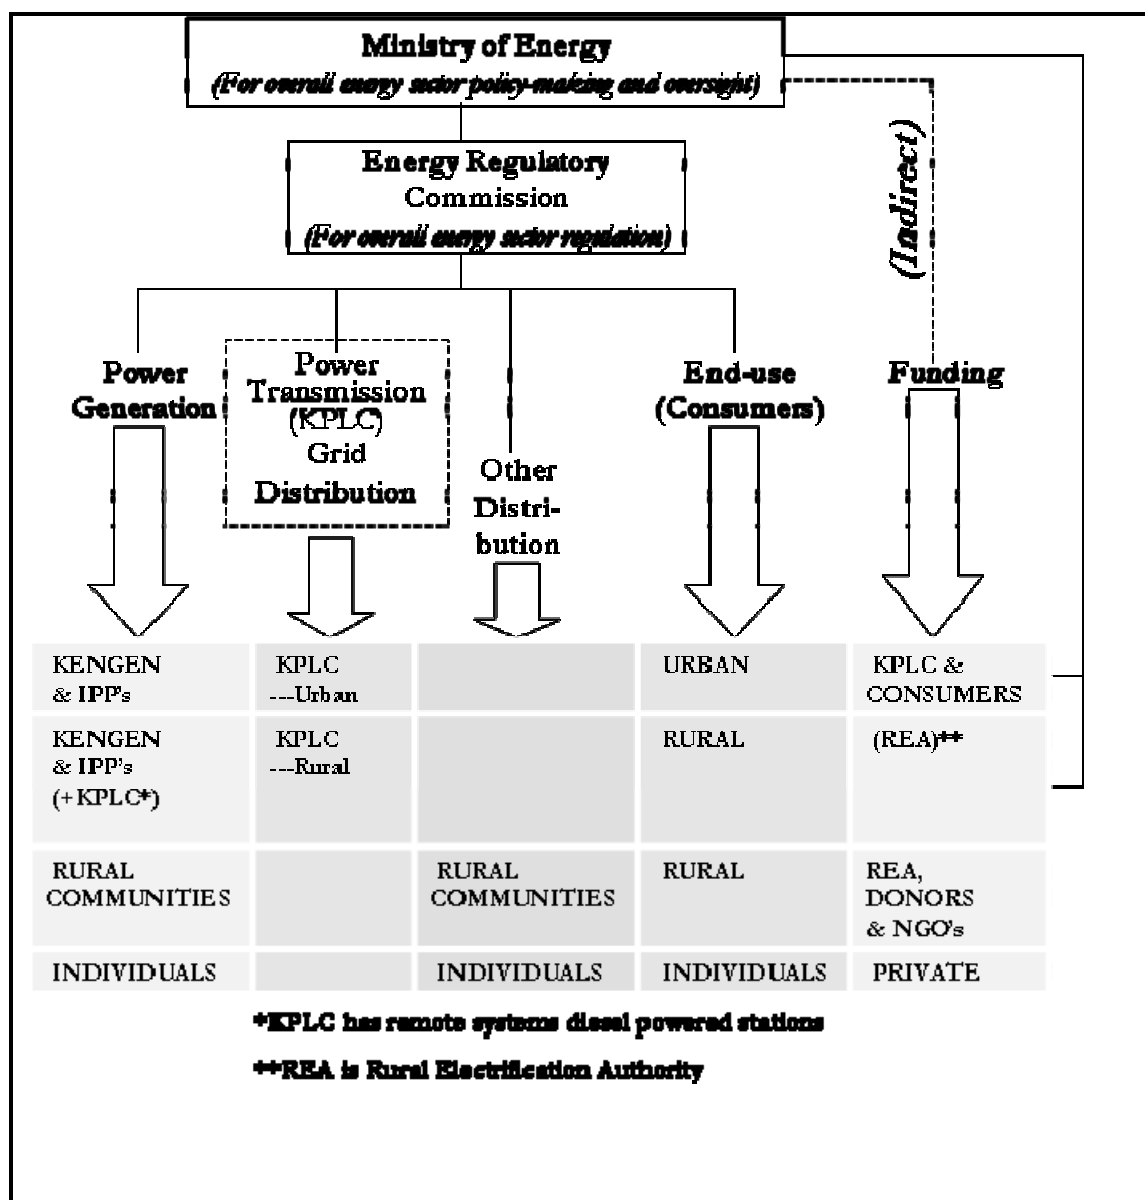 Ministry of Energy
(For overall energy sector policy-making and oversight)
Energy Regulatory
Commission
(For overall energy sector regulation)
(Indirect)
Power
Generation
Power
Transmission
(KPLC)
Grid
Distribution
Other
Distri-
bution
End-use
(Consumers)
Funding
KENGEN
& IPP's
KPLC
---Urban
URBAN
KPLC &
CONSUMERS
KENGEN
& IPP's
(+KPLC*)
KPLC
---Rural
RURAL
(REA)**
RURAL
COMMUNITIES
RURAL
COMMUNITIES
RURAL
REA,
DONORS
& NGO's
INDIVIDUALS
INDIVIDUALS
INDIVIDUALS
PRIVATE
*KPLC has remote systems diesel powered stations
**REA is Rural Electrification Authority